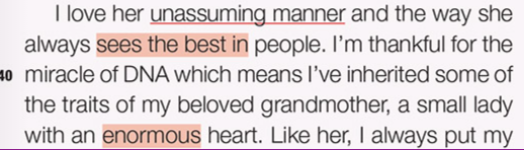 I love her unassuming manner and the way she
always sees the best in people. I'm thankful for the
40 miracle of DNA which means I've inherited some of
the traits of my beloved grandmother, a small lady
with an enormous heart. Like her, I always put my